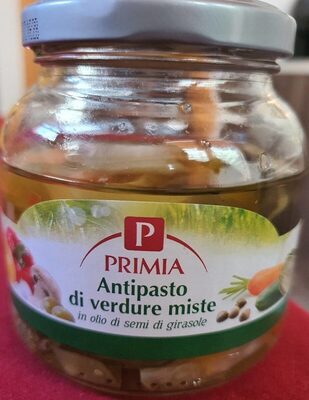 P
PRIMIA
Antipasto
di verdure miste
in olio di semi di girasole